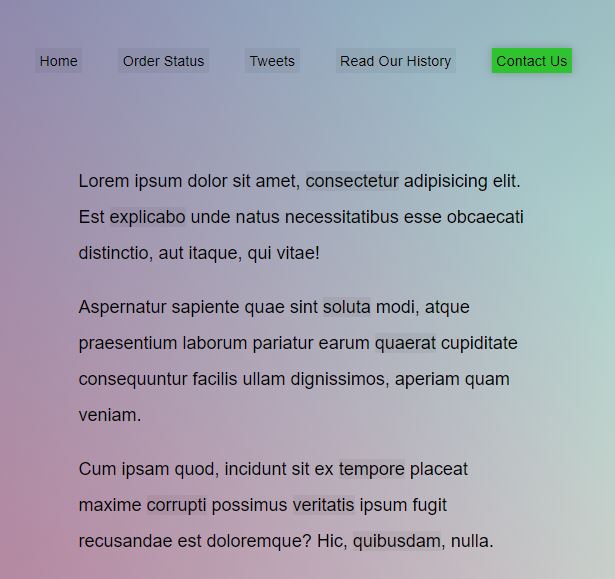 Home Order Status Tweets Read Our History Contact Us
Lorem ipsum dolor sit amet, consectetur adipisicing elit.
Est explicabo unde natus necessitatibus esse obcaecati
distinctio, aut itaque, qui vitae!
Aspernatur sapiente quae sint soluta modi, atque
praesentium laborum pariatur earum quaerat cupiditate
consequuntur facilis ullam dignissimos, aperiam quam
veniam.
Cum ipsam quod, incidunt sit ex tempore placeat
maxime corrupti possimus veritatis ipsum fugit
recusandae est doloremque? Hic, quibusdam, nulla.